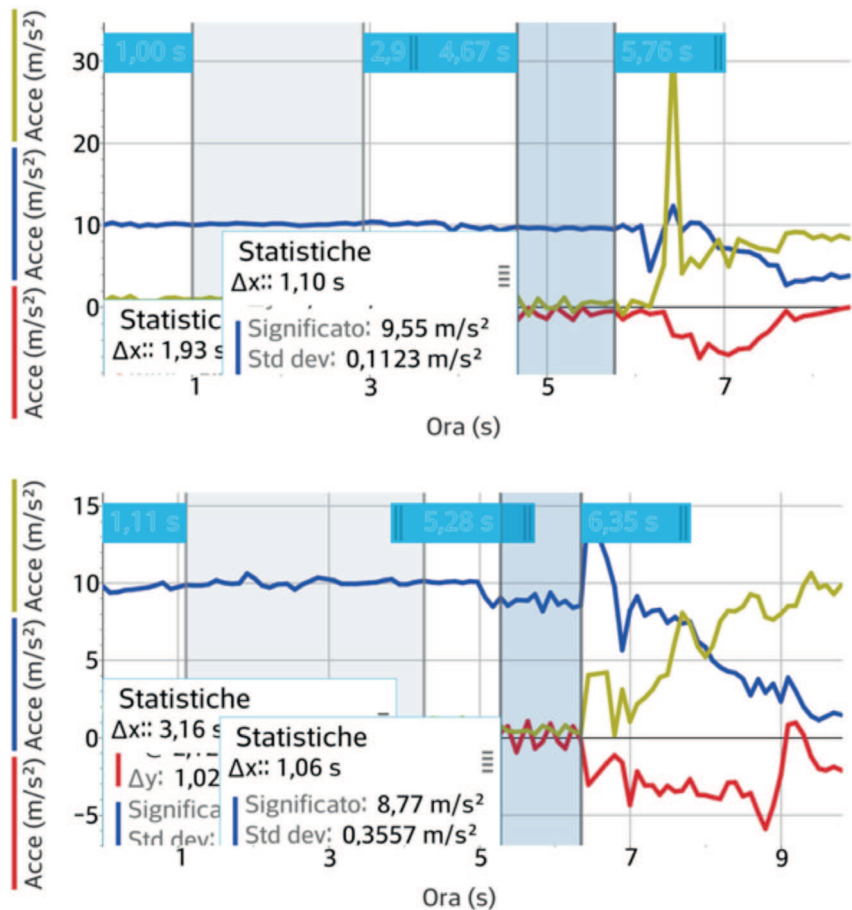 Acce (m/s²)
Acce (m/s²)
Acce (m/s²)
1,00 s
2,9
4,67 s
5,76 s
30
20
10
0
Statistiche
Δx:: 1,10 s
Significato: 9,55 m/s²
Std dev: 0,1123 m/s²
Statistic
Δx:: 1,93 s
1
3
5
7
Ora (s)
Acce (m/s²)
Acce (m/s²)
Acce (m/s²)
1,11 s
5,28 s
6,35 s
15
10
5
0
-5
Statistiche
Δx:: 3,16 s
Δy: 1,02
Significa
Std dev:
Statistiche
Δx:: 1,06 s
Significato: 8,77 m/s²
Std dev: 0,3557 m/s²
1
3
5
7
9
Ora (s)